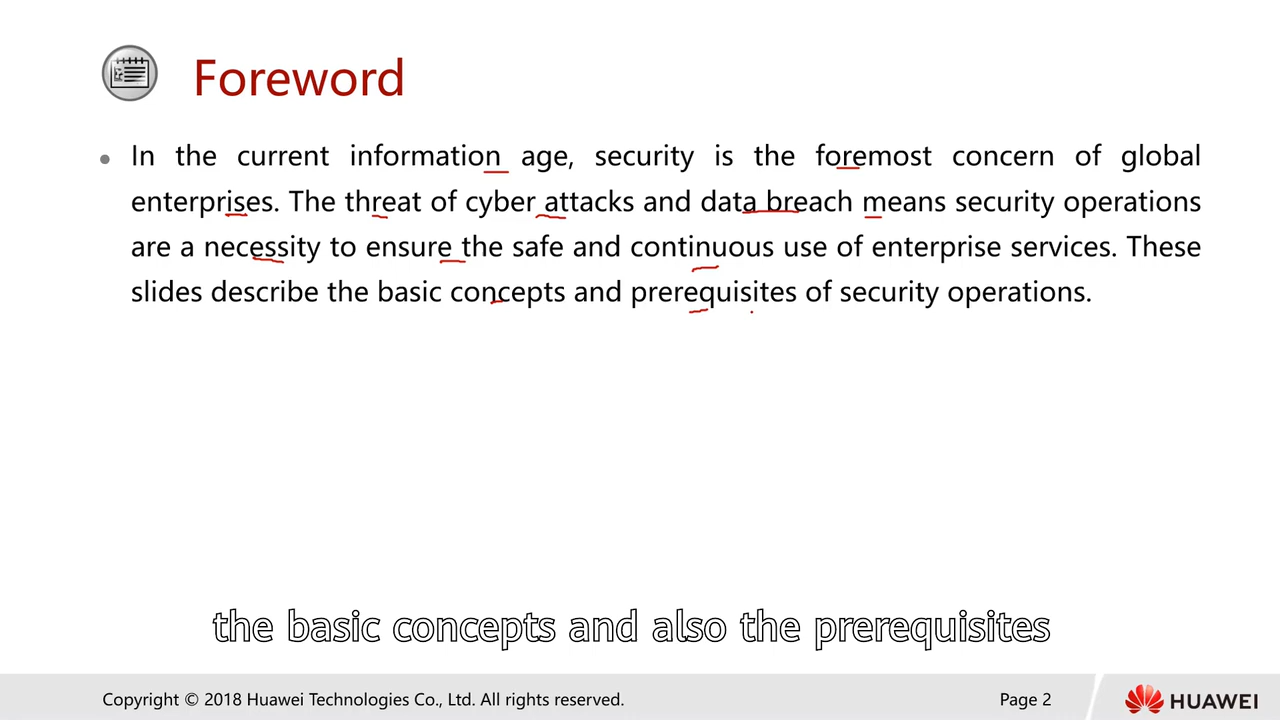 Foreword
In the current information age, security is the foremost concern of global
enterprises. The threat of cyber attacks and data breach means security operations
are a necessity to ensure the safe and continuous use of enterprise services. These
slides describe the basic concepts and prerequisites of security operations.
the basic concepts and also the prerequisites
Copyright © 2018 Huawei Technologies Co., Ltd. All rights reserved.
Page 2
HUAWEI